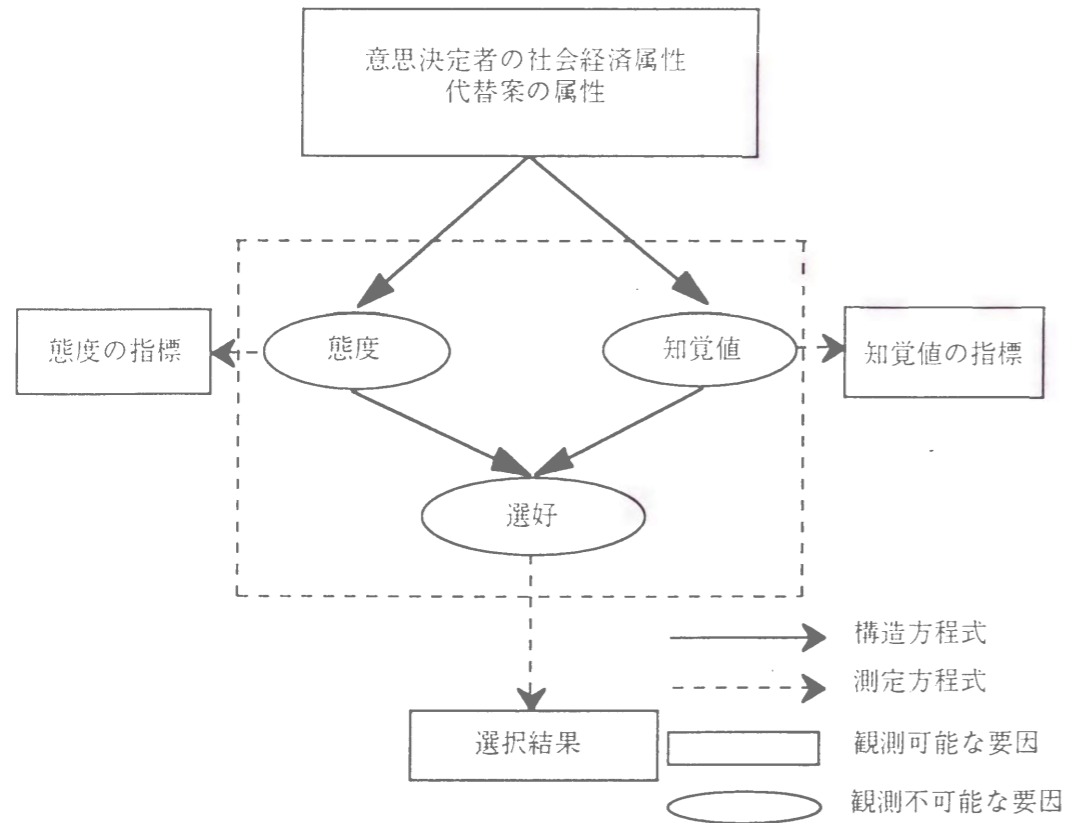 意思決定者の社会経済属性
代替案の属性
態度の指標
態度
知覚値
知覚値の指標
選好
選択結果
構造方程式
測定方程式
観測可能な要因
観測不可能な要因